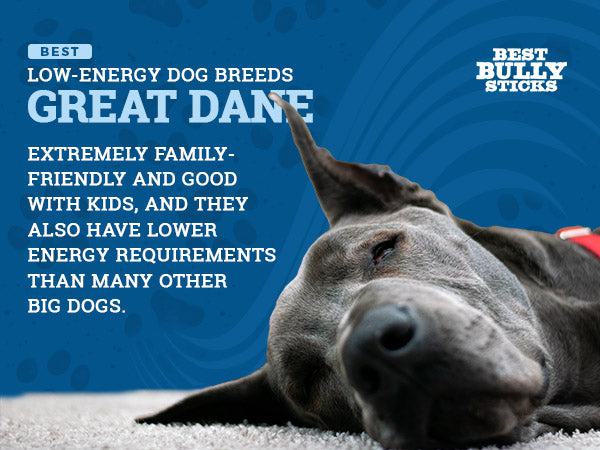 BEST
LOW-ENERGY DOG BREEDS
GREAT DANE
EXTREMELY FAMILY-
FRIENDLY AND GOOD
WITH KIDS, AND THEY
ALSO HAVE LOWER
ENERGY REQUIREMENTS
THAN MANY OTHER
BIG DOGS.
BEST
BULLY
STICKS